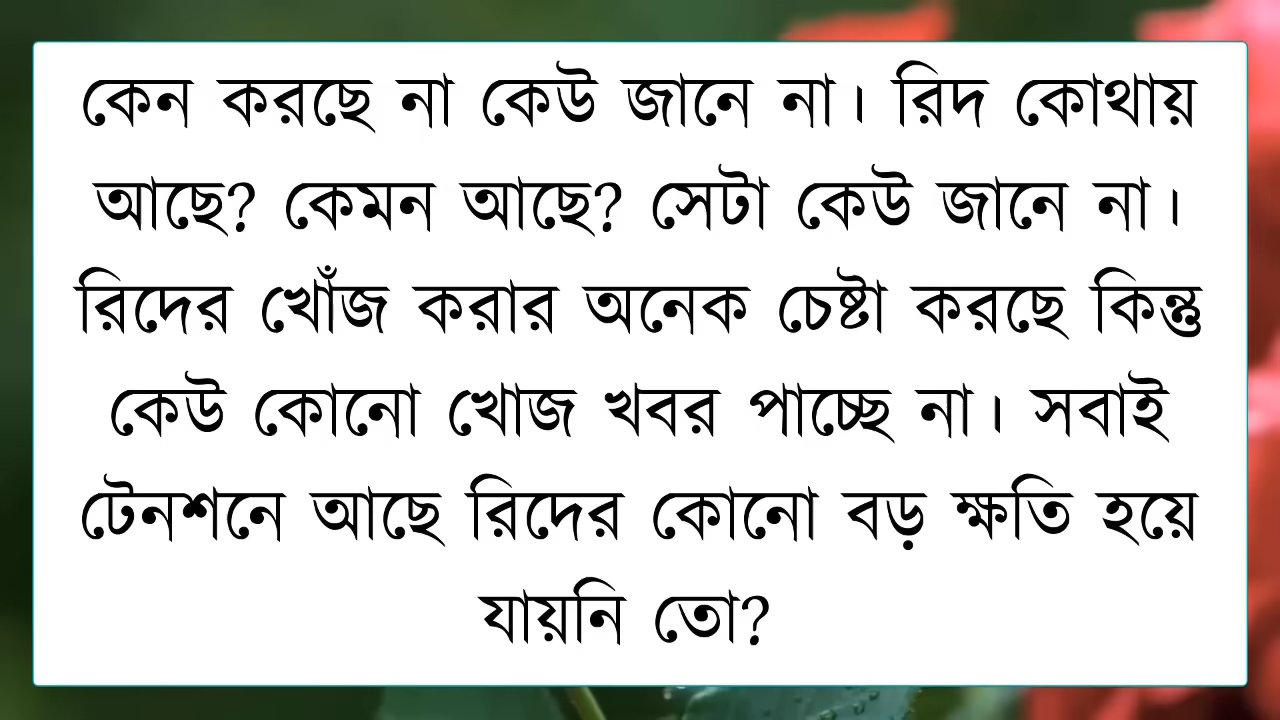 কেন করছে না কেউ জানে না। রিদ কোথায়
আছে? কেমন আছে? সেটা কেউ জানে না।
রিদের খোঁজ করার অনেক চেষ্টা করছে কিন্তু
কেউ কোনো খোজ খবর পাচ্ছে না। সবাই
টেনশনে আছে রিদের কোনো বড় ক্ষতি হয়ে
যায়নি তো?